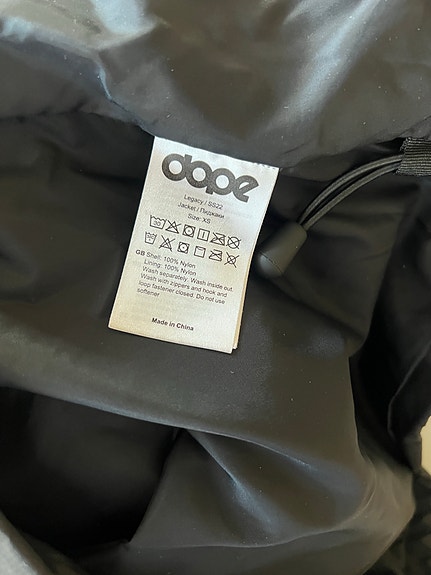 dope
Legacy / SS22
Jacket / Пиджаки
Size: XS
30
GB Shell: 100% Nylon
Lining: 100% Nylon
Wash separately. Wash inside out.
Wash with zippers and hook and
loop fastener closed. Do not use
softener
Made in China